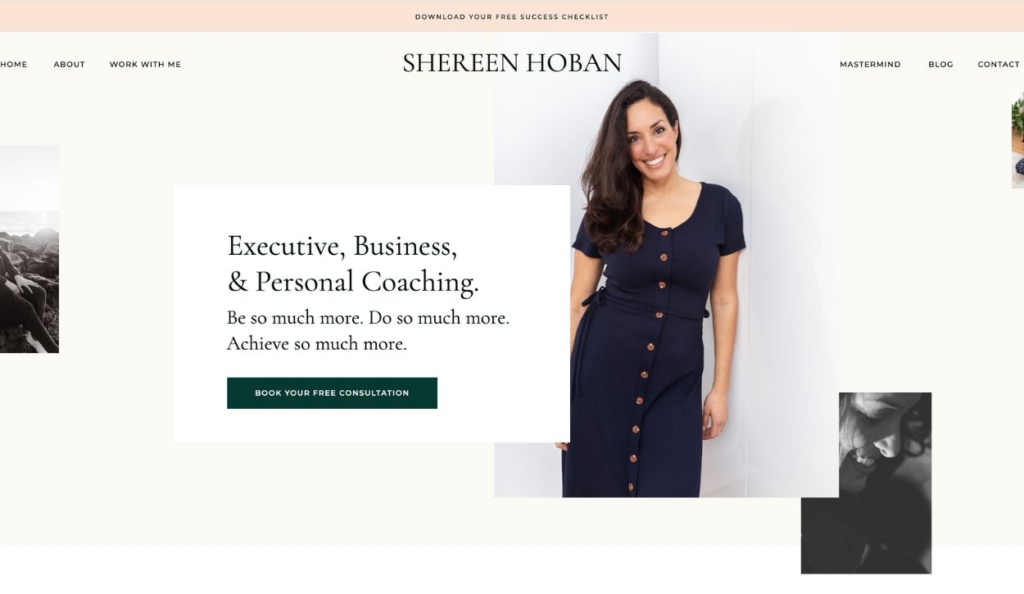 DOWNLOAD YOUR FREE SUCCESS CHECKLIST
HOME ABOUT WORK WITH ME SHEREEN HOBAN MASTERMIND BLOG CONTACT
Executive, Business,
& Personal Coaching.
Be so much more. Do so much more.
Achieve so much more.
BOOK YOUR FREE CONSULTATION